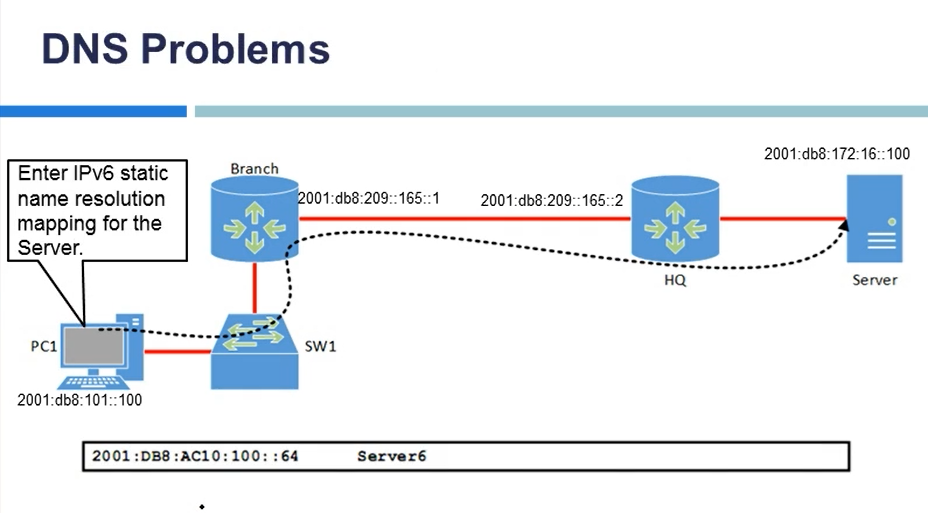 DNS Problems
2001:db8:172:16::100
Enter IPv6 static
name resolution
mapping for the
Server.
Branch
2001:db8:209::165::1
2001:db8:209::165::2
HQ
Server
PC1
SW1
2001:db8:101::100
2001:DB8:AC10:100::64 Server6